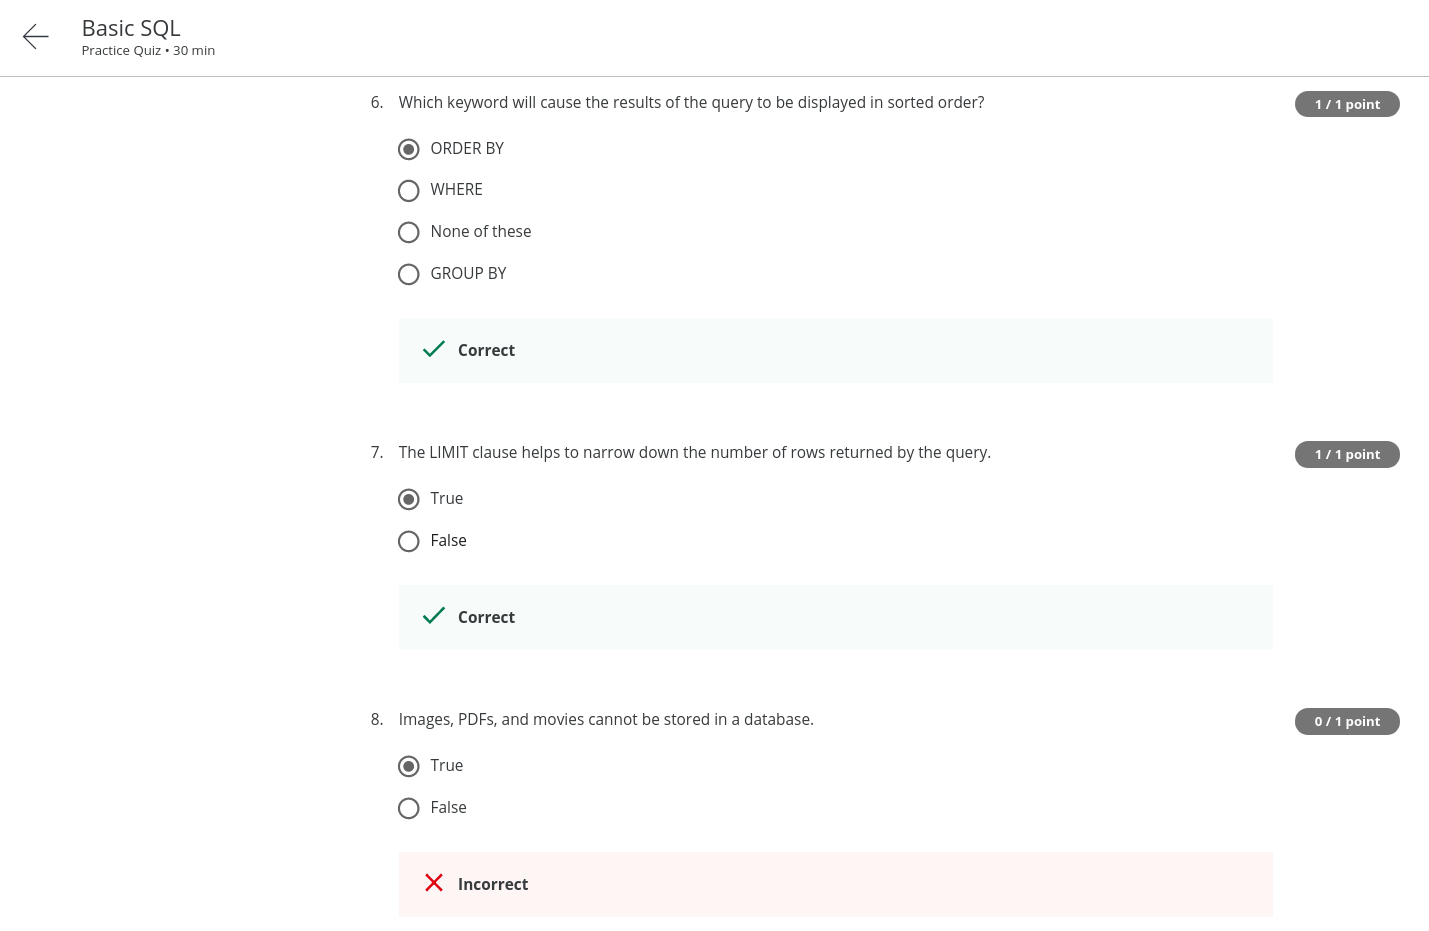 Basic SQL
Practice Quiz • 30 min
6. Which keyword will cause the results of the query to be displayed in sorted order?
1 / 1 point
ORDER BY
WHERE
None of these
GROUP BY
Correct
7. The LIMIT clause helps to narrow down the number of rows returned by the query.
1 / 1 point
True
False
Correct
8. Images, PDFs, and movies cannot be stored in a database.
0 / 1 point
True
False
Incorrect